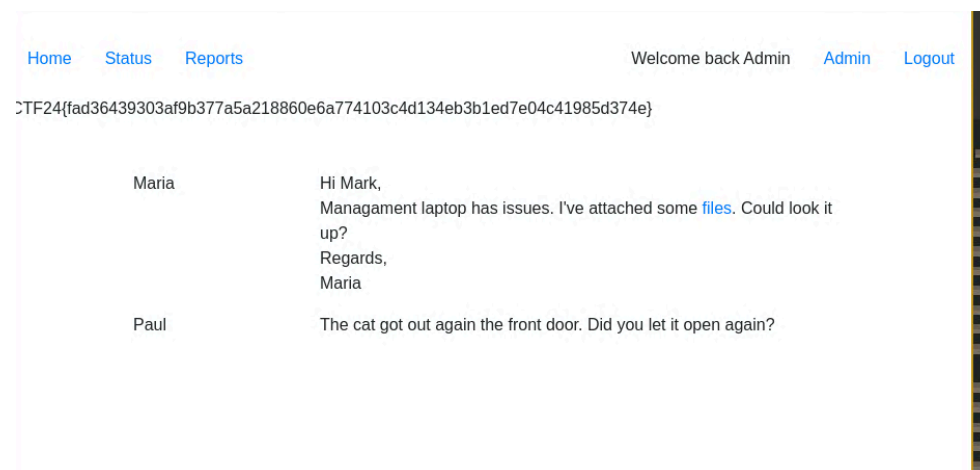 Home Status Reports Welcome back Admin Admin Logout
CTF24{fad36439303af9b377a5a218860e6a774103c4d134eb3b1ed7e04c41985d374e}
Maria Hi Mark,
Managament laptop has issues. I've attached some files. Could look it
up?
Regards,
Maria
Paul The cat got out again the front door. Did you let it open again?